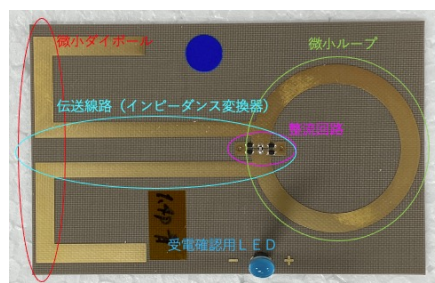 微小ダイポール
微小ループ
伝送線路（インピーダンス変換器）
整流回路
受電確認用ＬＥＤ
− +